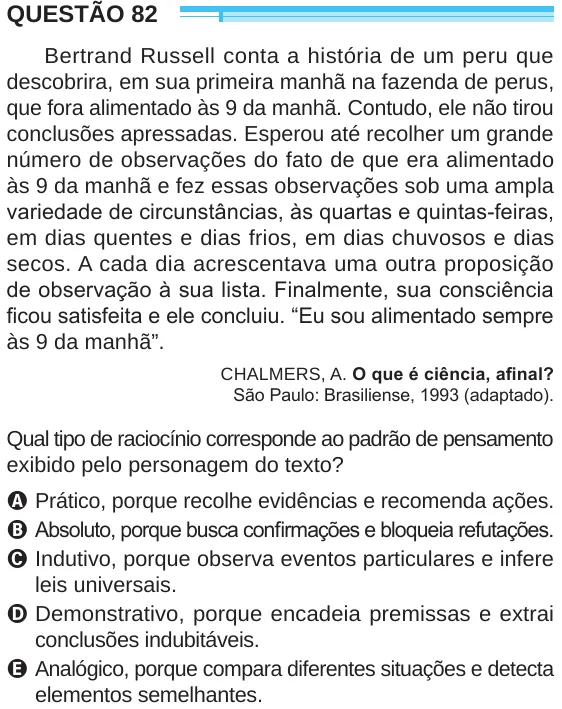 QUESTÃO 82
Bertrand Russell conta a história de um peru que
descobrira, em sua primeira manhã na fazenda de perus,
que fora alimentado às 9 da manhã. Contudo, ele não tirou
conclusões apressadas. Esperou até recolher um grande
número de observações do fato de que era alimentado
às 9 da manhã e fez essas observações sob uma ampla
variedade de circunstâncias, às quartas e quintas-feiras,
em dias quentes e dias frios, em dias chuvosos e dias
secos. A cada dia acrescentava uma outra proposição
de observação à sua lista. Finalmente, sua consciência
ficou satisfeita e ele concluiu. “Eu sou alimentado sempre
às 9 da manhã”.
CHALMERS, A. O que é ciência, afinal?
São Paulo: Brasiliense, 1993 (adaptado).
Qual tipo de raciocínio corresponde ao padrão de pensamento
exibido pelo personagem do texto?
A Prático, porque recolhe evidências e recomenda ações.
B Absoluto, porque busca confirmações e bloqueia refutações.
C Indutivo, porque observa eventos particulares e infere
leis universais.
D Demonstrativo, porque encadeia premissas e extrai
conclusões indubitáveis.
E Analógico, porque compara diferentes situações e detecta
elementos semelhantes.